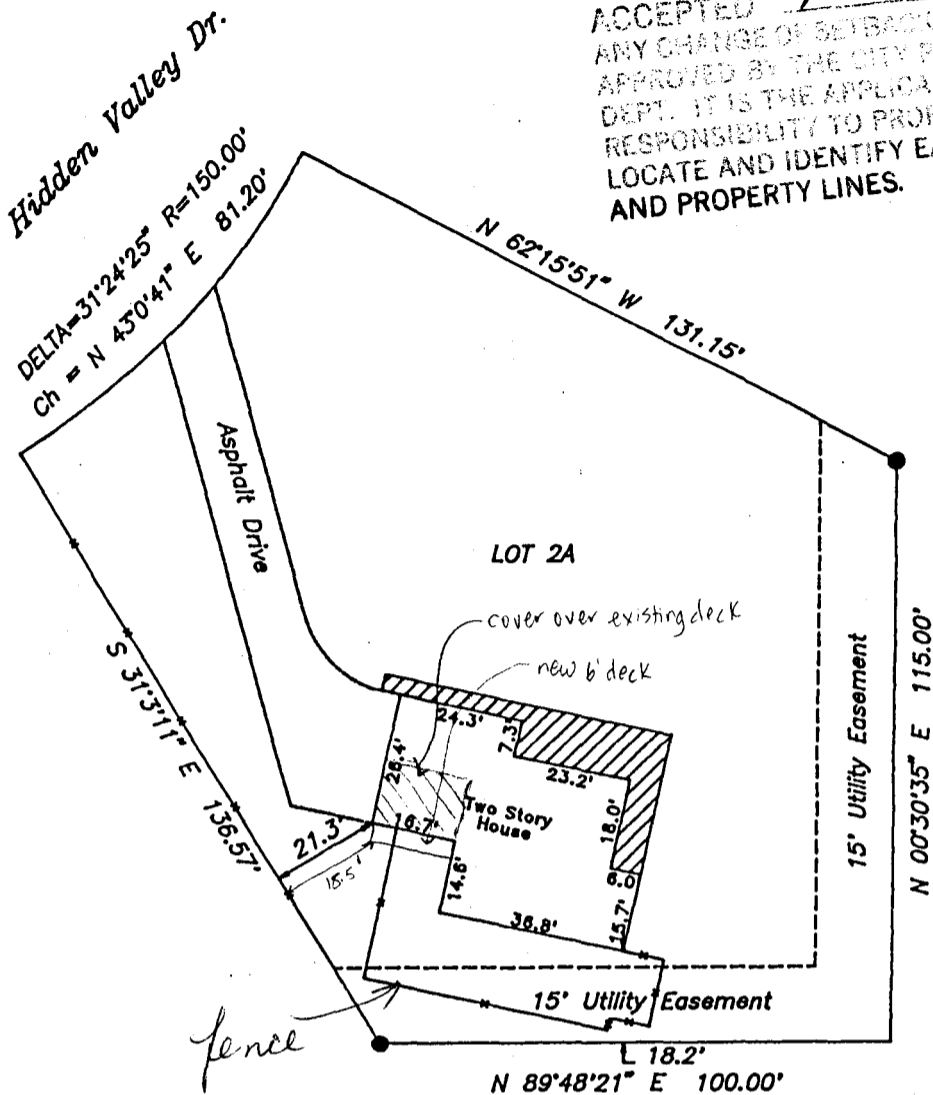 ACCEPTED
ANY CHANGE OF SETBACK
APPROVED BY THE CITY
DEPT. IT IS THE
RESPONSIBILITY TO
LOCATE AND IDENTIFY
AND PROPERTY LINES.
Hidden Valley Dr.
DELTA=31°24'25" R=150.00'
Ch = N 43°0'41" E 81.20'
N 62°15'51" W 131.15'
Asphalt Drive
LOT 2A
cover over existing deck
new 6' deck
24.3'
7.3'
23.2'
26.4'
Two Story
House
18.0'
16.7'
6.0
14.6'
36.8'
15.7'
21.3'
18.5'
S 31°3'11" E 136.57'
15' Utility Easement
N 00°30'35" E 115.00'
15' Utility Easement
fence
18.2'
N 89°48'21" E 100.00'